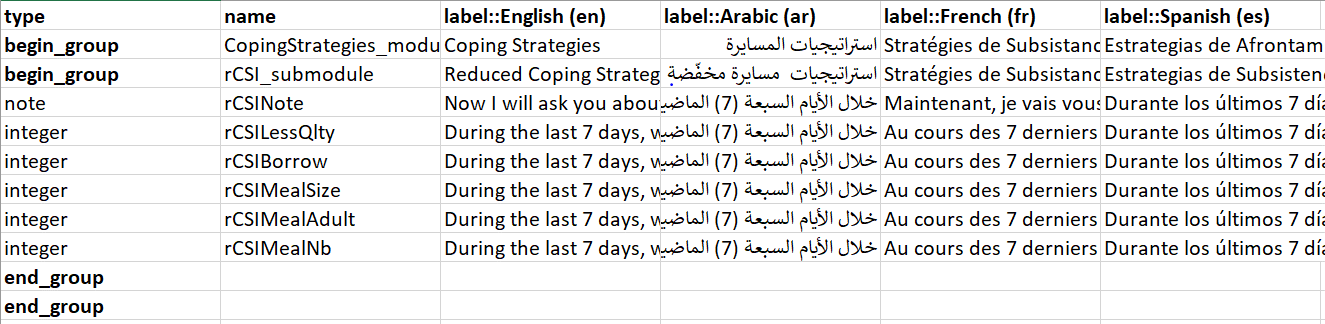 type name label::English (en) label::Arabic (ar) label::French (fr) label::Spanish (es)
begin_group CopingStrategies_modu Coping Strategies استراتيجيات المسايرة Stratégies de Subsistanc Estrategias de Afrontam
begin_group rCSI_submodule Reduced Coping Strateg استراتيجيات مسايرة مخفّضة Stratégies de Subsistanc Estrategias de Subsisten
note rCSINote Now I will ask you abou خلال الأيام السبعة (7) الماضي Maintenant, je vais vous Durante los últimos 7 día
integer rCSILessQlty During the last 7 days, w خلال الأيام السبعة (7) الماضي Au cours des 7 derniers Durante los últimos 7 día
integer rCSIBorrow During the last 7 days, w خلال الأيام السبعة (7) الماضي Au cours des 7 derniers Durante los últimos 7 día
integer rCSIMealSize During the last 7 days, w خلال الأيام السبعة (7) الماضي Au cours des 7 derniers Durante los últimos 7 día
integer rCSIMealAdult During the last 7 days, w خلال الأيام السبعة (7) الماضي Au cours des 7 derniers Durante los últimos 7 día
integer rCSIMealNb During the last 7 days, w خلال الأيام السبعة (7) الماضي Au cours des 7 derniers Durante los últimos 7 día
end_group
end_group